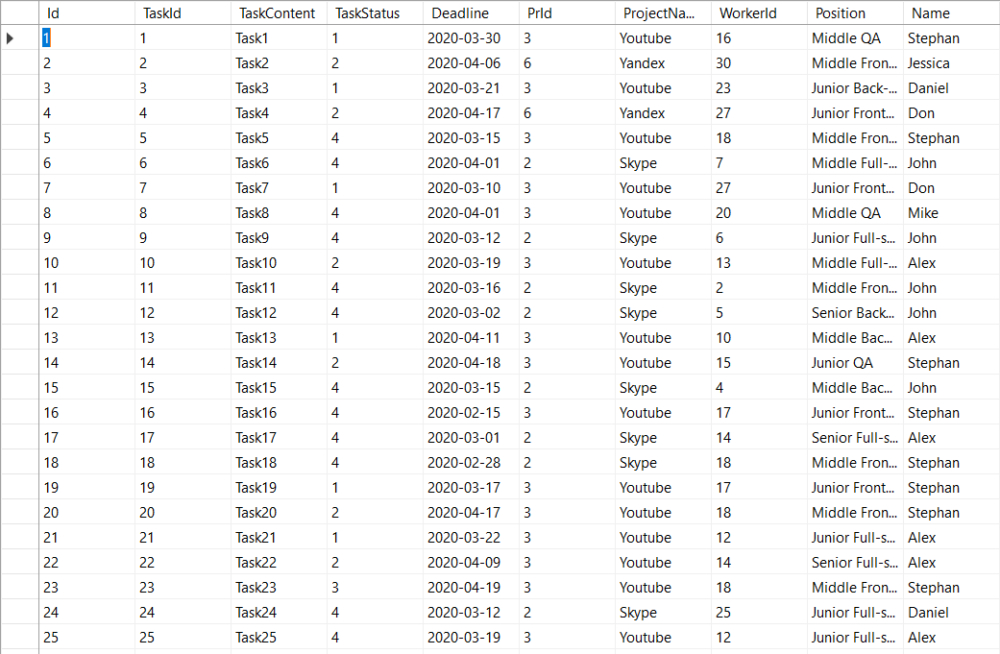 Id TaskId TaskContent TaskStatus Deadline PrId ProjectNa... WorkerId Position Name
1 1 Task1 1 2020-03-30 3 Youtube 16 Middle QA Stephan
2 2 Task2 2 2020-04-06 6 Yandex 30 Middle Fron... Jessica
3 3 Task3 1 2020-03-21 3 Youtube 23 Junior Back-... Daniel
4 4 Task4 2 2020-04-17 6 Yandex 27 Junior Front... Don
5 5 Task5 4 2020-03-15 3 Youtube 18 Middle Fron... Stephan
6 6 Task6 4 2020-04-01 2 Skype 7 Middle Full-... John
7 7 Task7 1 2020-03-10 3 Youtube 27 Junior Front... Don
8 8 Task8 4 2020-04-01 3 Youtube 20 Middle QA Mike
9 9 Task9 4 2020-03-12 2 Skype 6 Junior Full-s... John
10 10 Task10 2 2020-03-19 3 Youtube 13 Middle Full-... Alex
11 11 Task11 4 2020-03-16 2 Skype 2 Middle Fron... John
12 12 Task12 4 2020-03-02 2 Skype 5 Senior Back... John
13 13 Task13 1 2020-04-11 3 Youtube 10 Middle Bac... Alex
14 14 Task14 2 2020-04-18 3 Youtube 15 Junior QA Stephan
15 15 Task15 4 2020-03-15 2 Skype 4 Middle Bac... John
16 16 Task16 4 2020-02-15 3 Youtube 17 Junior Front... Stephan
17 17 Task17 4 2020-03-01 2 Skype 14 Senior Full-s... Alex
18 18 Task18 4 2020-02-28 2 Skype 18 Middle Fron... Stephan
19 19 Task19 1 2020-03-17 3 Youtube 17 Junior Front... Stephan
20 20 Task20 2 2020-04-17 3 Youtube 18 Middle Fron... Stephan
21 21 Task21 1 2020-03-22 3 Youtube 12 Junior Full-s... Alex
22 22 Task22 2 2020-04-09 3 Youtube 14 Senior Full-s... Alex
23 23 Task23 3 2020-04-19 3 Youtube 18 Middle Fron... Stephan
24 24 Task24 4 2020-03-12 2 Skype 25 Junior Full-s... Daniel
25 25 Task25 4 2020-03-19 3 Youtube 12 Junior Full-s... Alex